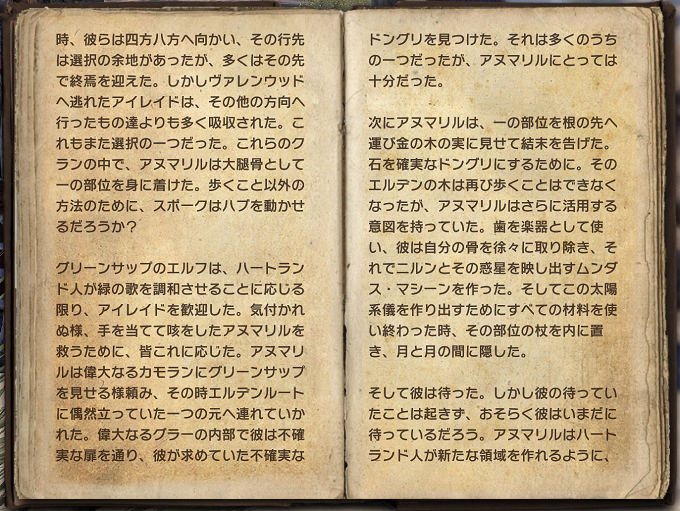 時、彼らは四方八方へ向かい、その行先
は選択の余地があったが、多くはその先
で終焉を迎えた。しかしヴァレンウッド
へ逃れたアイレイドは、その他の方向へ
行ったもの達よりも多く吸収された。こ
れもまた選択の一つだった。これらのク
ランの中で、アヌマリルは大腿骨として
一の部位を身に着けた。歩くこと以外の
方法のために、スポークはハブを動かせ
るだろうか？
グリーンサップのエルフは、ハートラン
ド人が緑の歌を調和させることに応じる
限り、アイレイドを歓迎した。気付かれ
ぬ様、手を当てて咳をしたアヌマリルを
救うために、皆これに応じた。アヌマリ
ルは偉大なるカモランにグリーンサップ
を見せる様頼み、その時エルデンルート
に偶然立っていた一つの元へ連れていか
れた。偉大なるグラーの内部で彼は不確
実な扉を通り、彼が求めていた不確実な
ドングリを見つけた。それは多くのうち
の一つだったが、アヌマリルにとっては
十分だった。
次にアヌマリルは、一の部位を根の先へ
運び金の木の実に見せて結末を告げた。
石を確実なドングリにするために。その
エルデンの木は再び歩くことはできなく
なったが、アヌマリルはさらに活用する
意図を持っていた。歯を楽器として使
い、彼は自分の骨を徐々に取り除き、そ
れでニルンとその惑星を映し出すムンダ
ス・マシーンを作った。そしてこの太陽
系儀を作り出すためにすべての材料を使
い終わった時、その部位の杖を内に置
き、月と月の間に隠した。
そして彼は待った。しかし彼の待ってい
たことは起きず、おそらく彼はいまだに
待っているだろう。アヌマリルはハート
ランド人が新たな領域を作れるように、